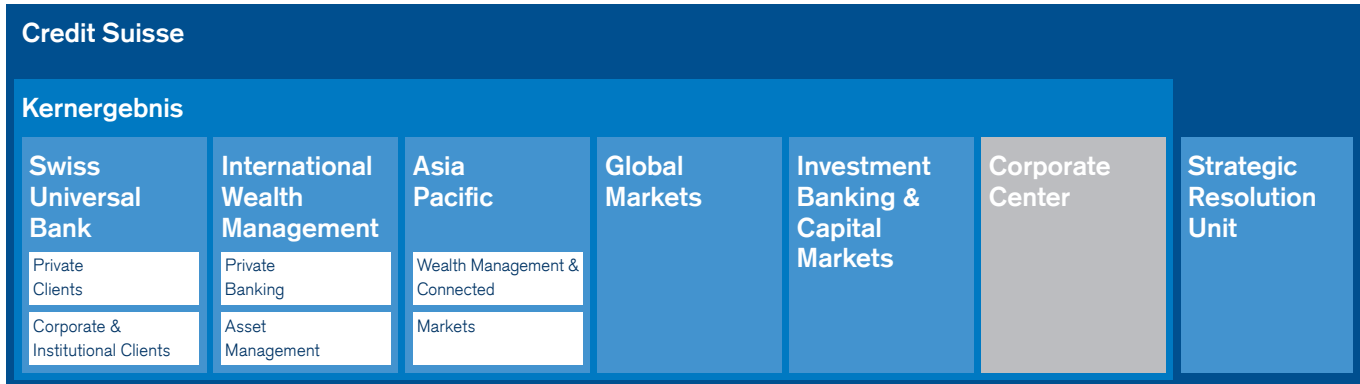 Credit Suisse
Kernergebnis
Swiss
Universal
Bank
Private
Clients
Corporate &
Institutional Clients
International
Wealth
Management
Private
Banking
Asset
Management
Asia
Pacific
Wealth Management &
Connected
Markets
Global
Markets
Investment
Banking &
Capital
Markets
Corporate
Center
Strategic
Resolution
Unit